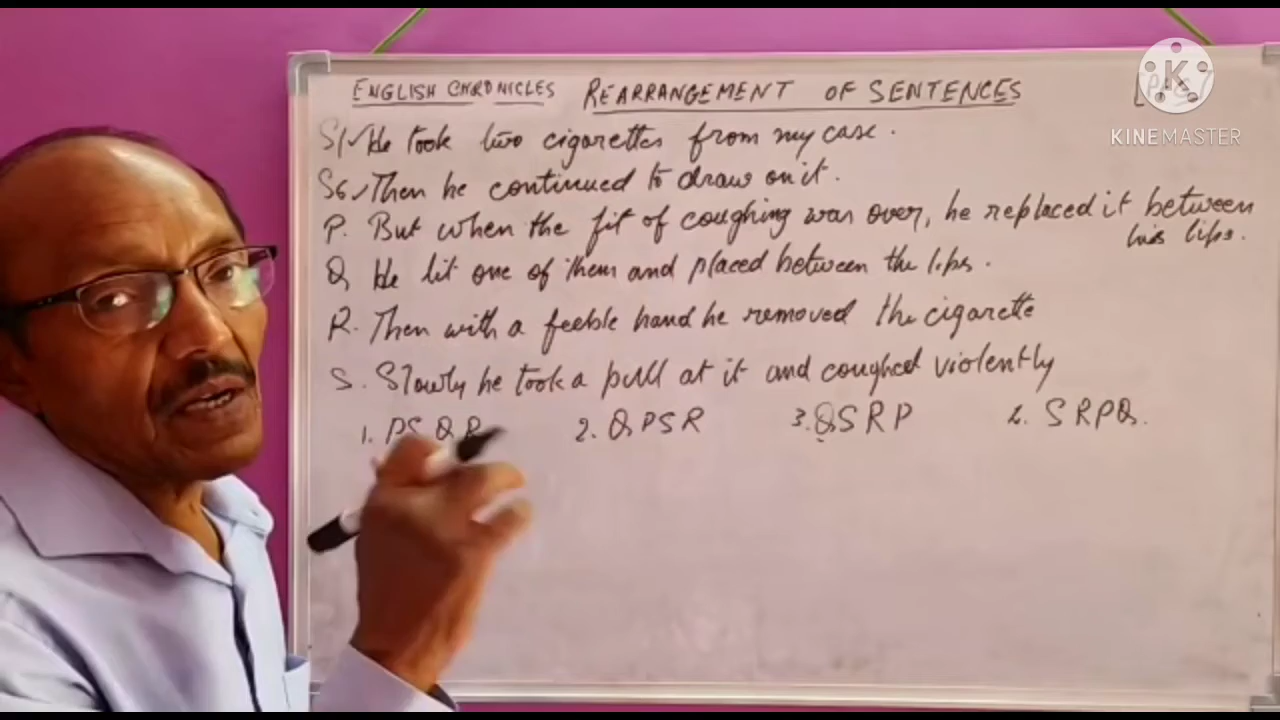 ENGLISH CHRONICLES REARRANGEMENT OF SENTENCES
K
KINEMASTER
S1 He took two cigarettes from my case.
S6 Then he continued to draw on it.
P. But when the fit of coughing was over, he replaced it between
his lips.
Q He lit one of them and placed between the lips.
R. Then with a feeble hand he removed the cigarette
S. Slowly he took a pull at it and coughed violently
1. PSQR 2. QPSR 3. QSRP 4. SRPQ.